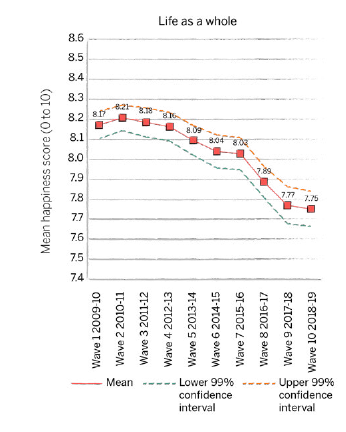 Life as a whole
Mean happiness score (0 to 10)
8.6
8.5
8.4
8.3
8.2
8.1
8.0
7.9
7.8
7.7
7.6
7.5
7.4
8.17
8.21
8.18
8.16
8.09
8.04
8.03
7.89
7.77
7.75
Wave 1 2009-10
Wave 2 2010-11
Wave 3 2011-12
Wave 4 2012-13
Wave 5 2013-14
Wave 6 2014-15
Wave 7 2015-16
Wave 8 2016-17
Wave 9 2017-18
Wave 10 2018-19
Mean
Lower 99%
confidence
interval
Upper 99%
confidence
interval